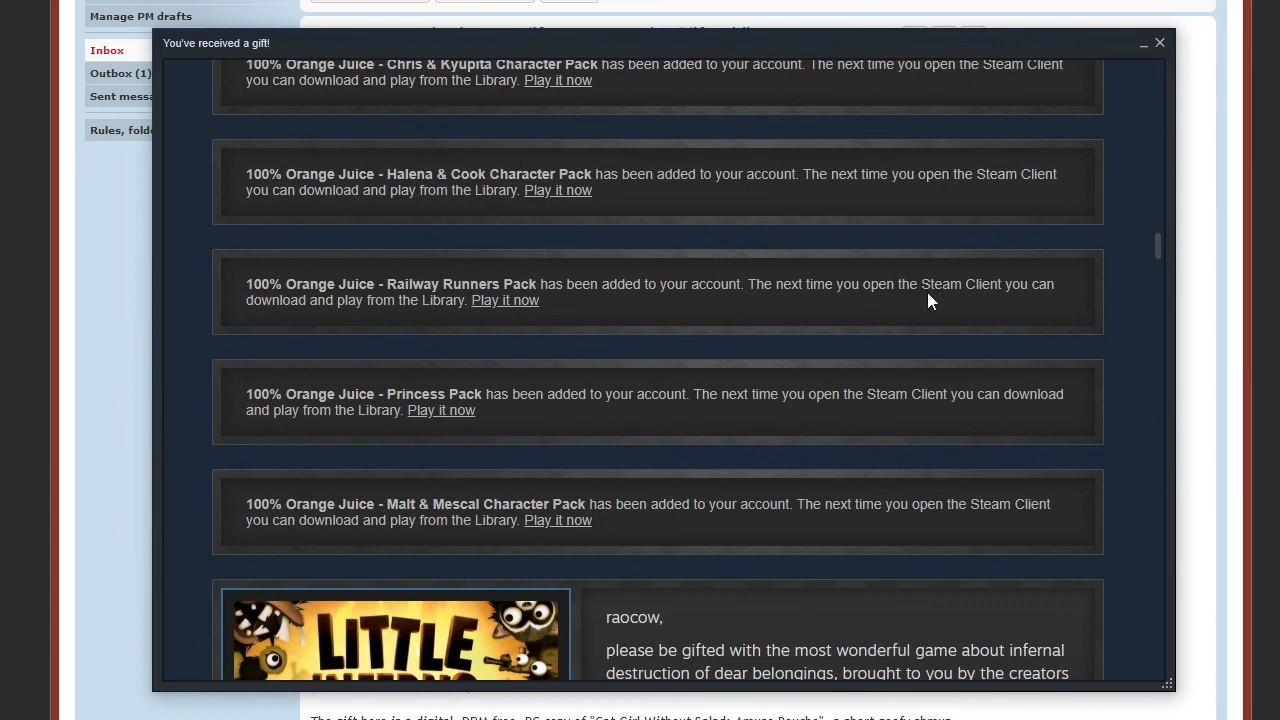 Manage PM drafts
You've received a gift!
Inbox
100% Orange Juice - Chris & Kyupita Character Pack has been added to your account. The next time you open the Steam Client
Outbox (1)
you can download and play from the Library. Play it now
Sent messa
Rules, folde
100% Orange Juice - Halena & Cook Character Pack has been added to your account. The next time you open the Steam Client
you can download and play from the Library. Play it now
100% Orange Juice - Railway Runners Pack has been added to your account. The next time you open the Steam Client you can
download and play from the Library. Play it now
100% Orange Juice - Princess Pack has been added to your account. The next time you open the Steam Client you can download
and play from the Library. Play it now
100% Orange Juice - Malt & Mescal Character Pack has been added to your account. The next time you open the Steam Client
you can download and play from the Library. Play it now
LITTLE
INFERNO
raocow,
please be gifted with the most wonderful game about infernal
destruction of dear belongings, brought to you by the creators